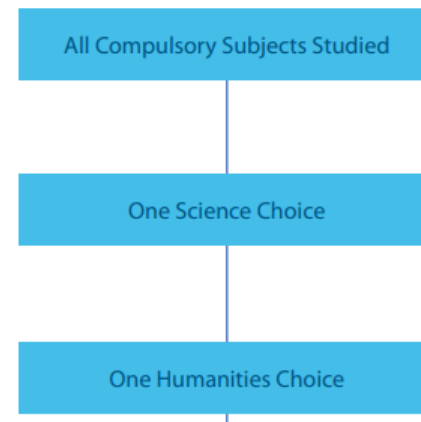 All Compulsory Subjects Studied
One Science Choice
One Humanities Choice